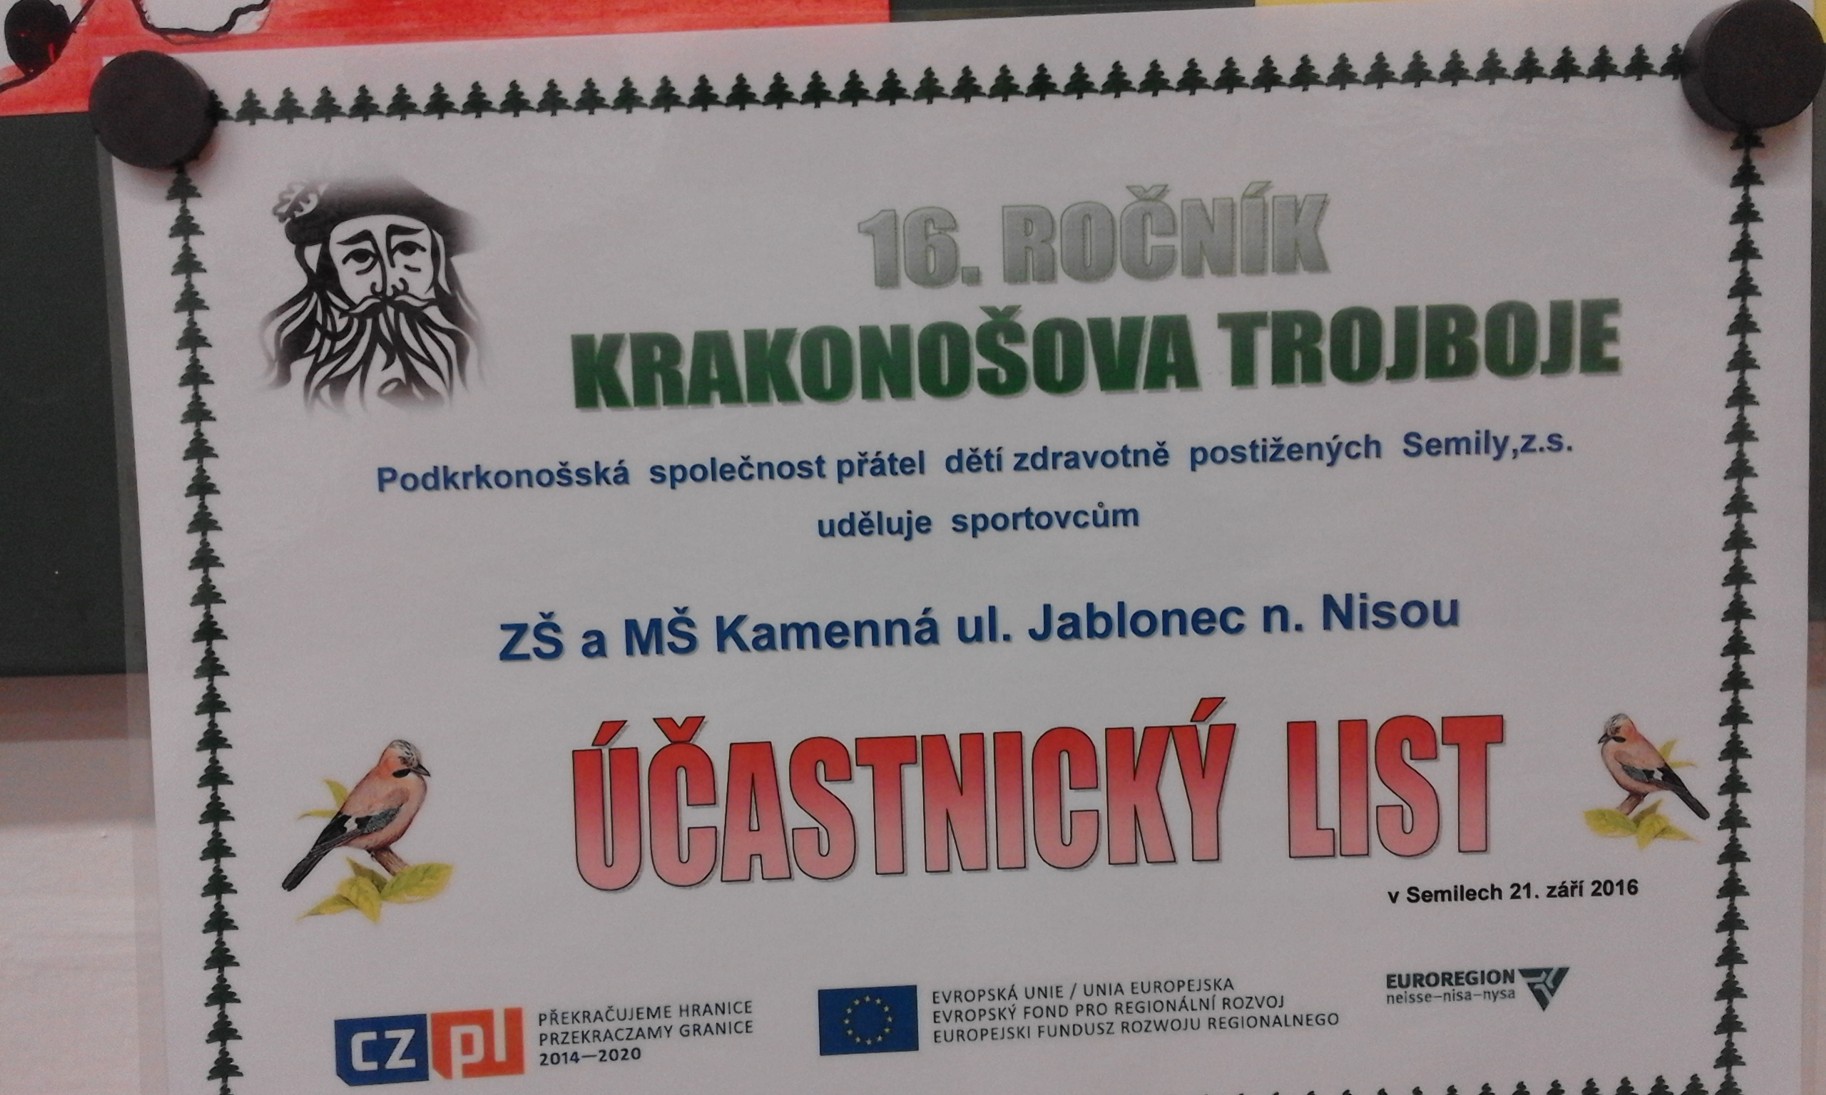 16. ROČNÍK
KRAKONOŠOVA TROJBOJE
Podkrkonošská společnost přátel dětí zdravotně postižených Semily,z.s.
uděluje sportovcům
ZŠ a MŠ Kamenná ul. Jablonec n. Nisou
ÚČASTNICKÝ LIST
v Semilech 21. září 2016
cz pl
PŘEKRAČUJEME HRANICE
PRZEKRACZAMY GRANICE
2014—2020
EVROPSKÁ UNIE / UNIA EUROPEJSKA
EVROPSKÝ FOND PRO REGIONÁLNÍ ROZVOJ
EUROPEJSKI FUNDUSZ ROZWOJU REGIONALNEGO
EUROREGION
neisse–nisa–nysa